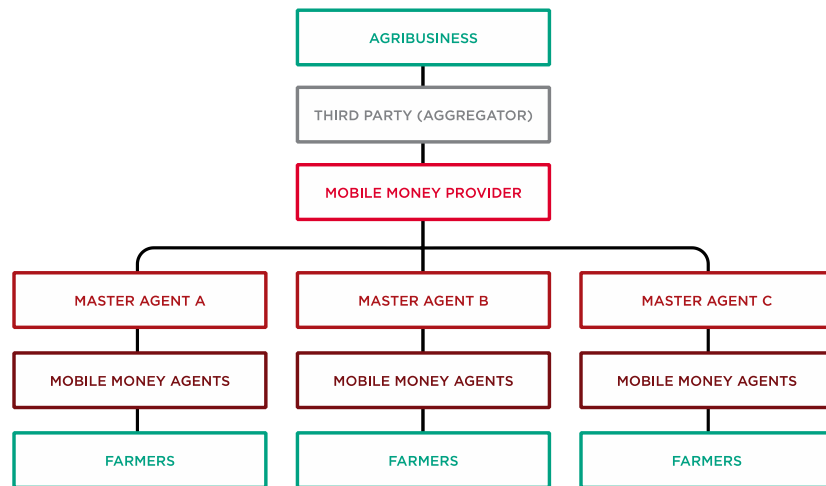 AGRIBUSINESS
THIRD PARTY (AGGREGATOR)
MOBILE MONEY PROVIDER
MASTER AGENT A
MASTER AGENT B
MASTER AGENT C
MOBILE MONEY AGENTS
MOBILE MONEY AGENTS
MOBILE MONEY AGENTS
FARMERS
FARMERS
FARMERS